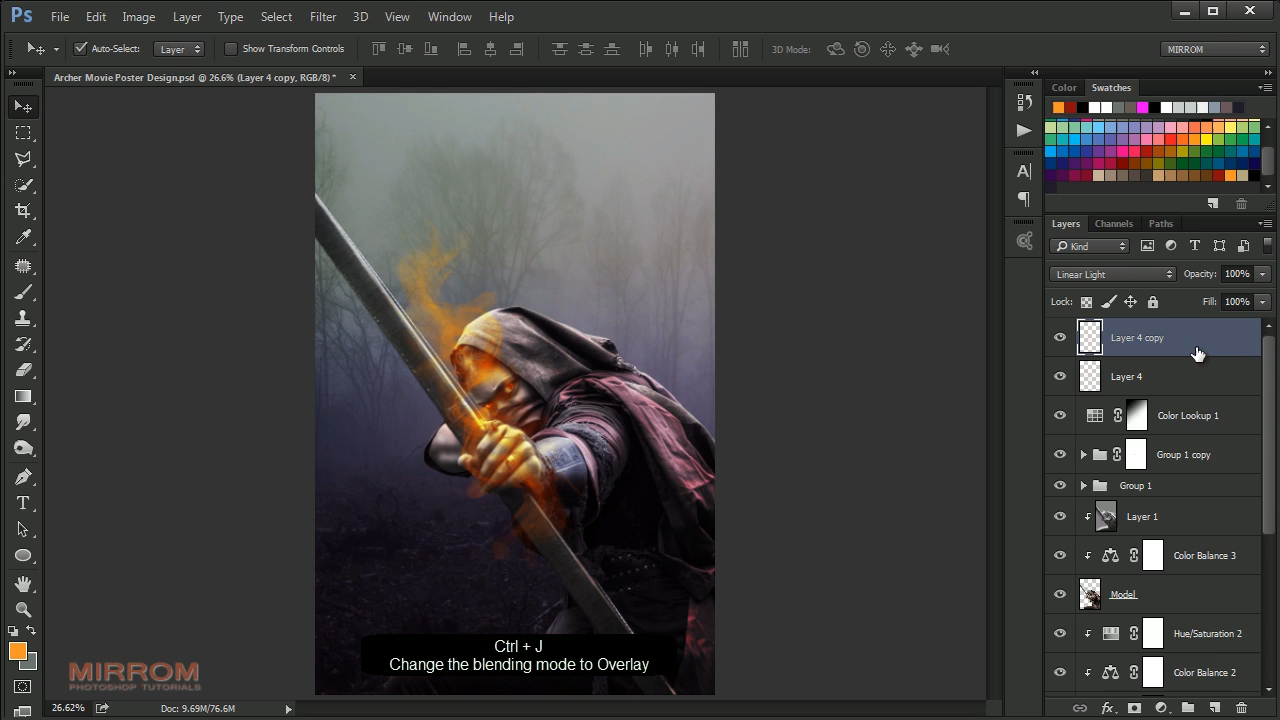 Ps File Edit Image Layer Type Select Filter 3D View Window Help
Auto-Select: Layer Show Transform Controls 3D Mode: MIRROM
Archer Movie Poster Design.psd @ 26.6% (Layer 4 copy, RGB/8) *
Color Swatches
Layers Channels Paths
Kind
Linear Light Opacity: 100%
Lock: Fill: 100%
Layer 4 copy
Layer 4
Color Lookup 1
Group 1 copy
Group 1
Layer 1
Color Balance 3
Model
Hue/Saturation 2
Color Balance 2
Ctrl + J
Change the blending mode to Overlay
MIRROM
PHOTOSHOP TUTORIALS
26.62% Doc: 9.69M/76.6M